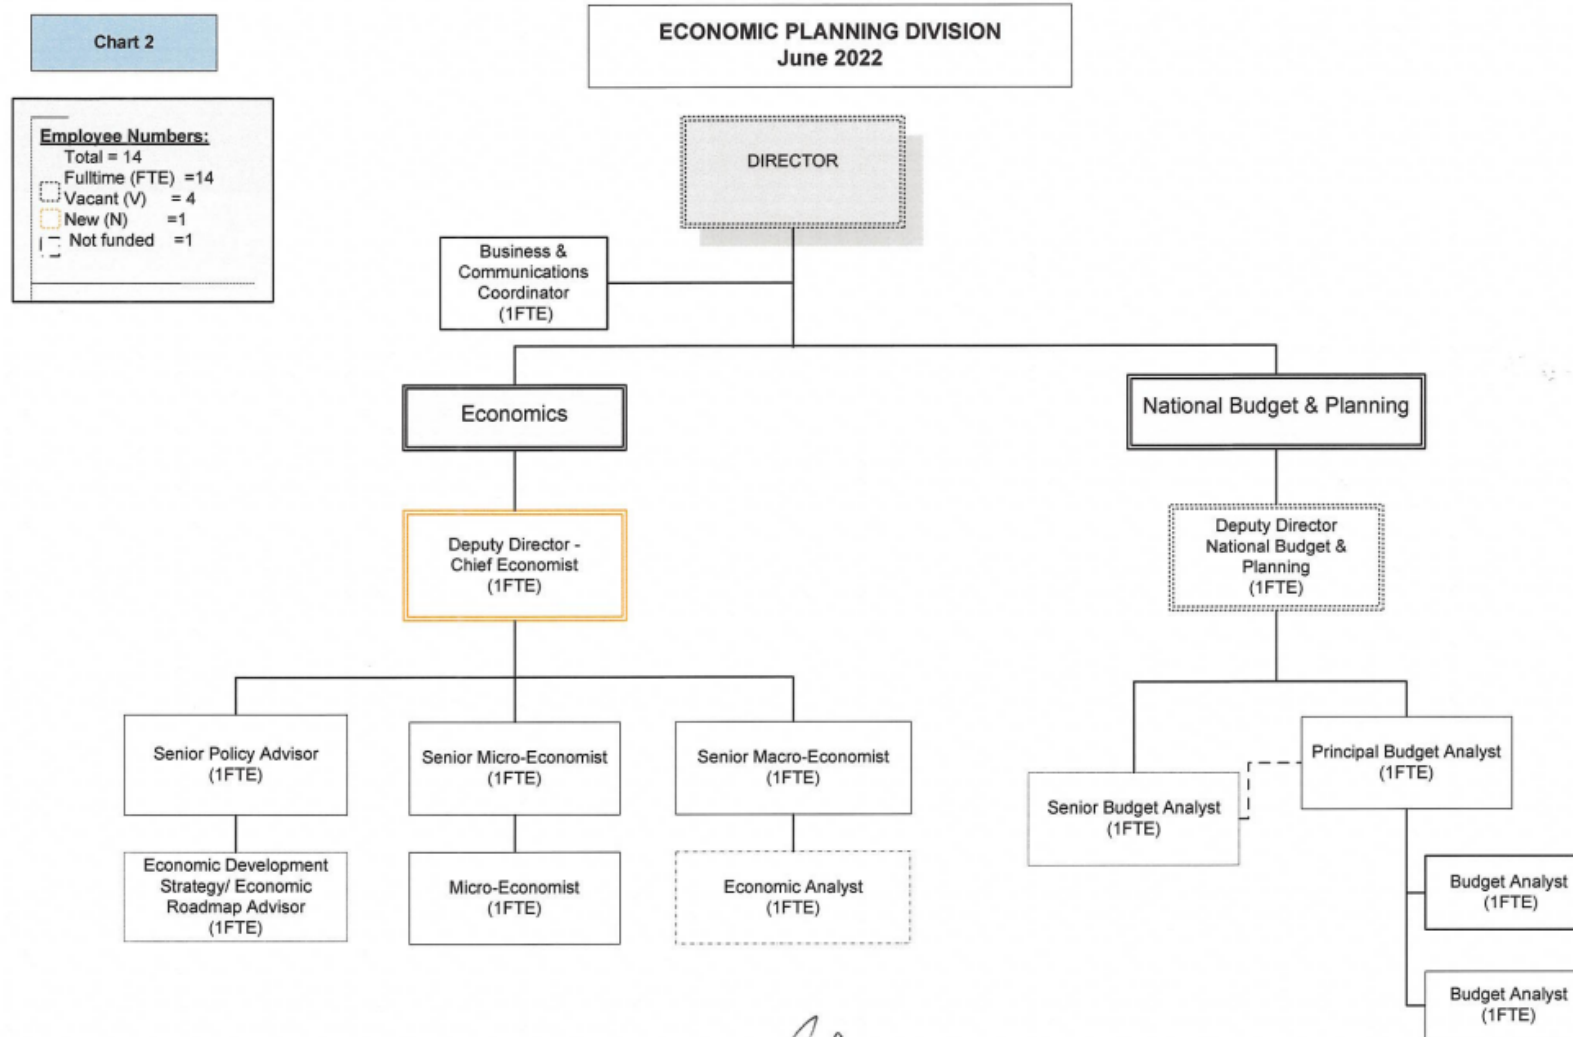 Chart 2
ECONOMIC PLANNING DIVISION
June 2022
Employee Numbers:
Total = 14
Fulltime (FTE) =14
Vacant (V) = 4
New (N) =1
Not funded =1
DIRECTOR
Business &
Communications
Coordinator
(1FTE)
Economics
National Budget & Planning
Deputy Director -
Chief Economist
(1FTE)
Deputy Director
National Budget &
Planning
(1FTE)
Senior Policy Advisor
(1FTE)
Senior Micro-Economist
(1FTE)
Senior Macro-Economist
(1FTE)
Principal Budget Analyst
(1FTE)
Senior Budget Analyst
(1FTE)
Economic Development
Strategy/ Economic
Roadmap Advisor
(1FTE)
Micro-Economist
(1FTE)
Economic Analyst
(1FTE)
Budget Analyst
(1FTE)
Budget Analyst
(1FTE)